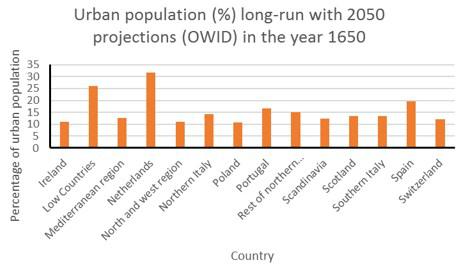 Urban population (%) long-run with 2050
projections (OWID) in the year 1650
Percentage of urban population
35
30
25
20
15
10
5
0
Ireland
Low Countries
Mediterranean region
Netherlands
North and west region
Northern Italy
Poland
Portugal
Rest of northern…
Scandinavia
Scotland
Southern Italy
Spain
Switzerland
Country